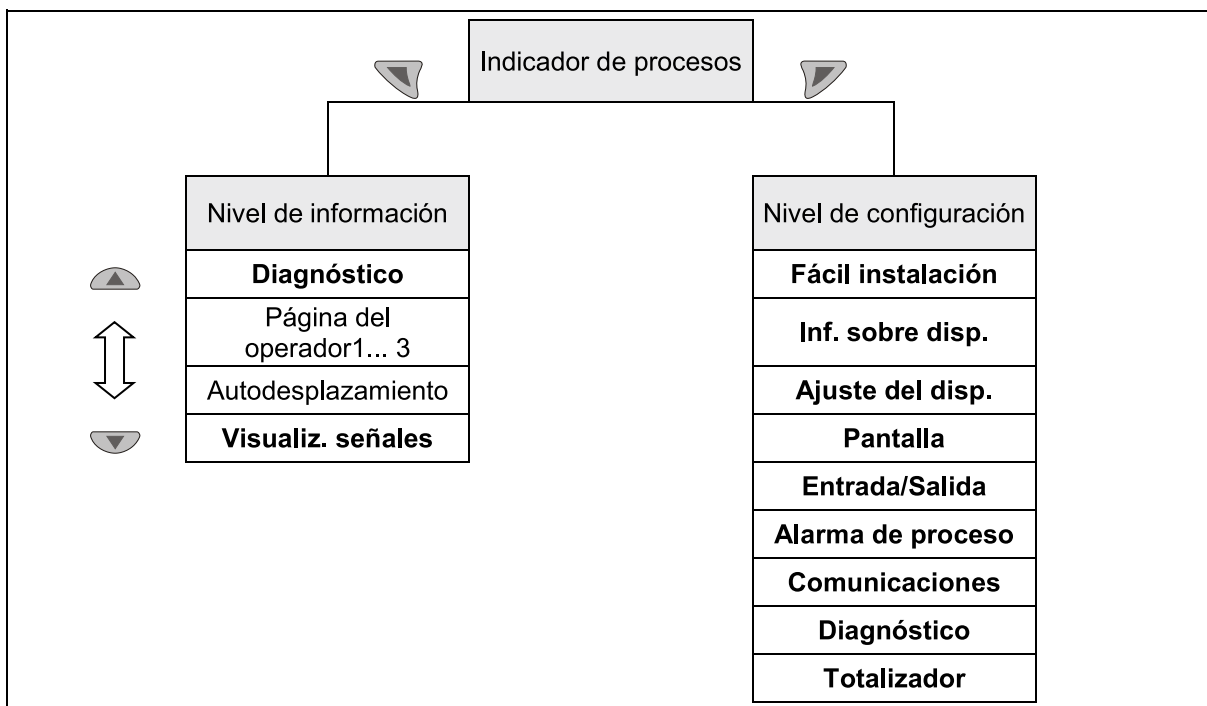 Indicador de procesos
Nivel de información
Diagnóstico
Página del
operador1... 3
Autodesplazamiento
Visualiz. señales
Nivel de configuración
Fácil instalación
Inf. sobre disp.
Ajuste del disp.
Pantalla
Entrada/Salida
Alarma de proceso
Comunicaciones
Diagnóstico
Totalizador